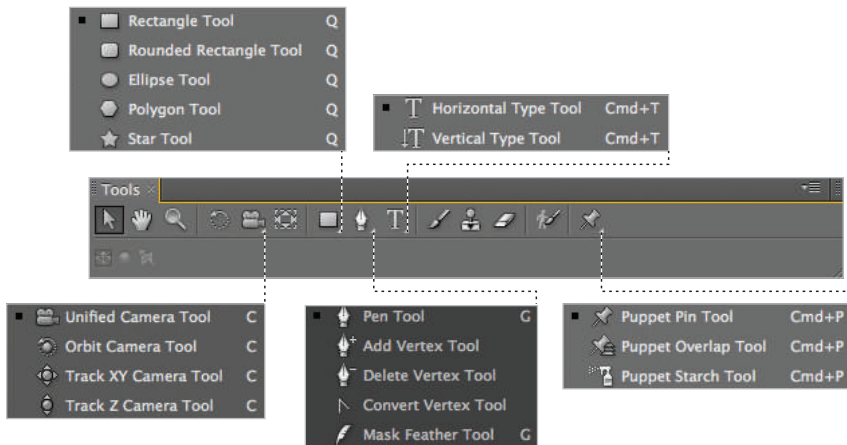 Rectangle Tool Q
Rounded Rectangle Tool Q
Ellipse Tool Q
Polygon Tool Q
Star Tool Q
Horizontal Type Tool Cmd+T
Vertical Type Tool Cmd+T
Tools
Unified Camera Tool C
Orbit Camera Tool C
Track XY Camera Tool C
Track Z Camera Tool C
Pen Tool G
Add Vertex Tool
Delete Vertex Tool
Convert Vertex Tool
Mask Feather Tool G
Puppet Pin Tool Cmd+P
Puppet Overlap Tool Cmd+P
Puppet Starch Tool Cmd+P